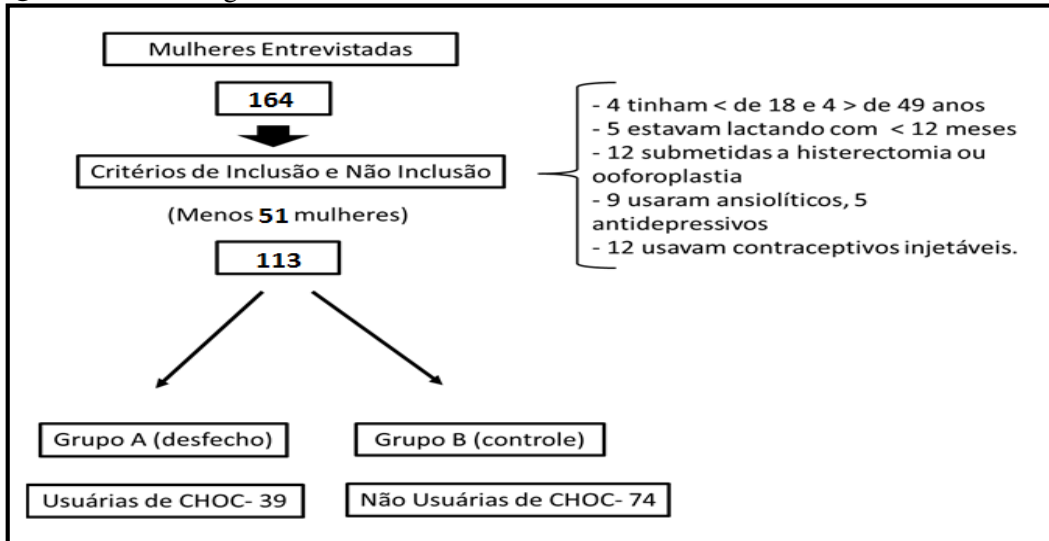 Mulheres Entrevistadas
164
Critérios de Inclusão e Não Inclusão
(Menos 51 mulheres)
113
- 4 tinham < de 18 e 4 > de 49 anos
- 5 estavam lactando com < 12 meses
- 12 submetidas a histerectomia ou
ooforoplastia
- 9 usaram ansiolíticos, 5
antidepressivos
- 12 usavam contraceptivos injetáveis.
Grupo A (desfecho)
Grupo B (controle)
Usuárias de CHOC- 39
Não Usuárias de CHOC- 74